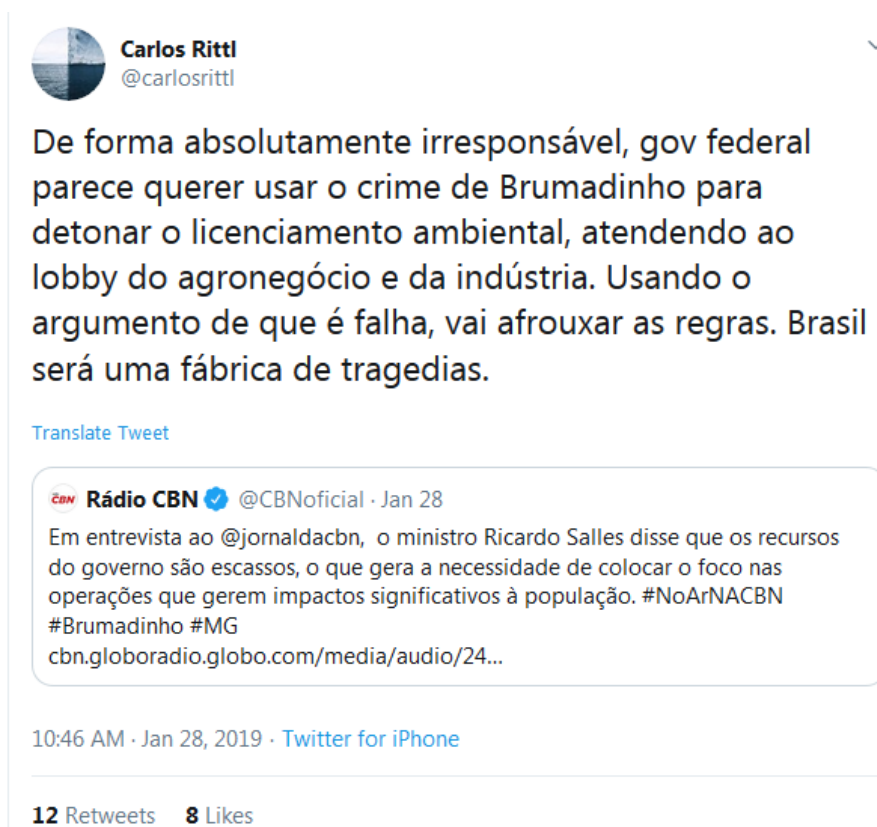 Carlos Rittl
@carlosrittl
De forma absolutamente irresponsável, gov federal
parece querer usar o crime de Brumadinho para
detonar o licenciamento ambiental, atendendo ao
lobby do agronegócio e da indústria. Usando o
argumento de que é falha, vai afrouxar as regras. Brasil
será uma fábrica de tragedias.
Translate Tweet
CBN Rádio CBN @CBNoficial · Jan 28
Em entrevista ao @jornaldacbn, o ministro Ricardo Salles disse que os recursos
do governo são escassos, o que gera a necessidade de colocar o foco nas
operações que gerem impactos significativos à população. #NoArNACBN
#Brumadinho #MG
cbn.globoradio.globo.com/media/audio/24...
10:46 AM · Jan 28, 2019 · Twitter for iPhone
12 Retweets 8 Likes